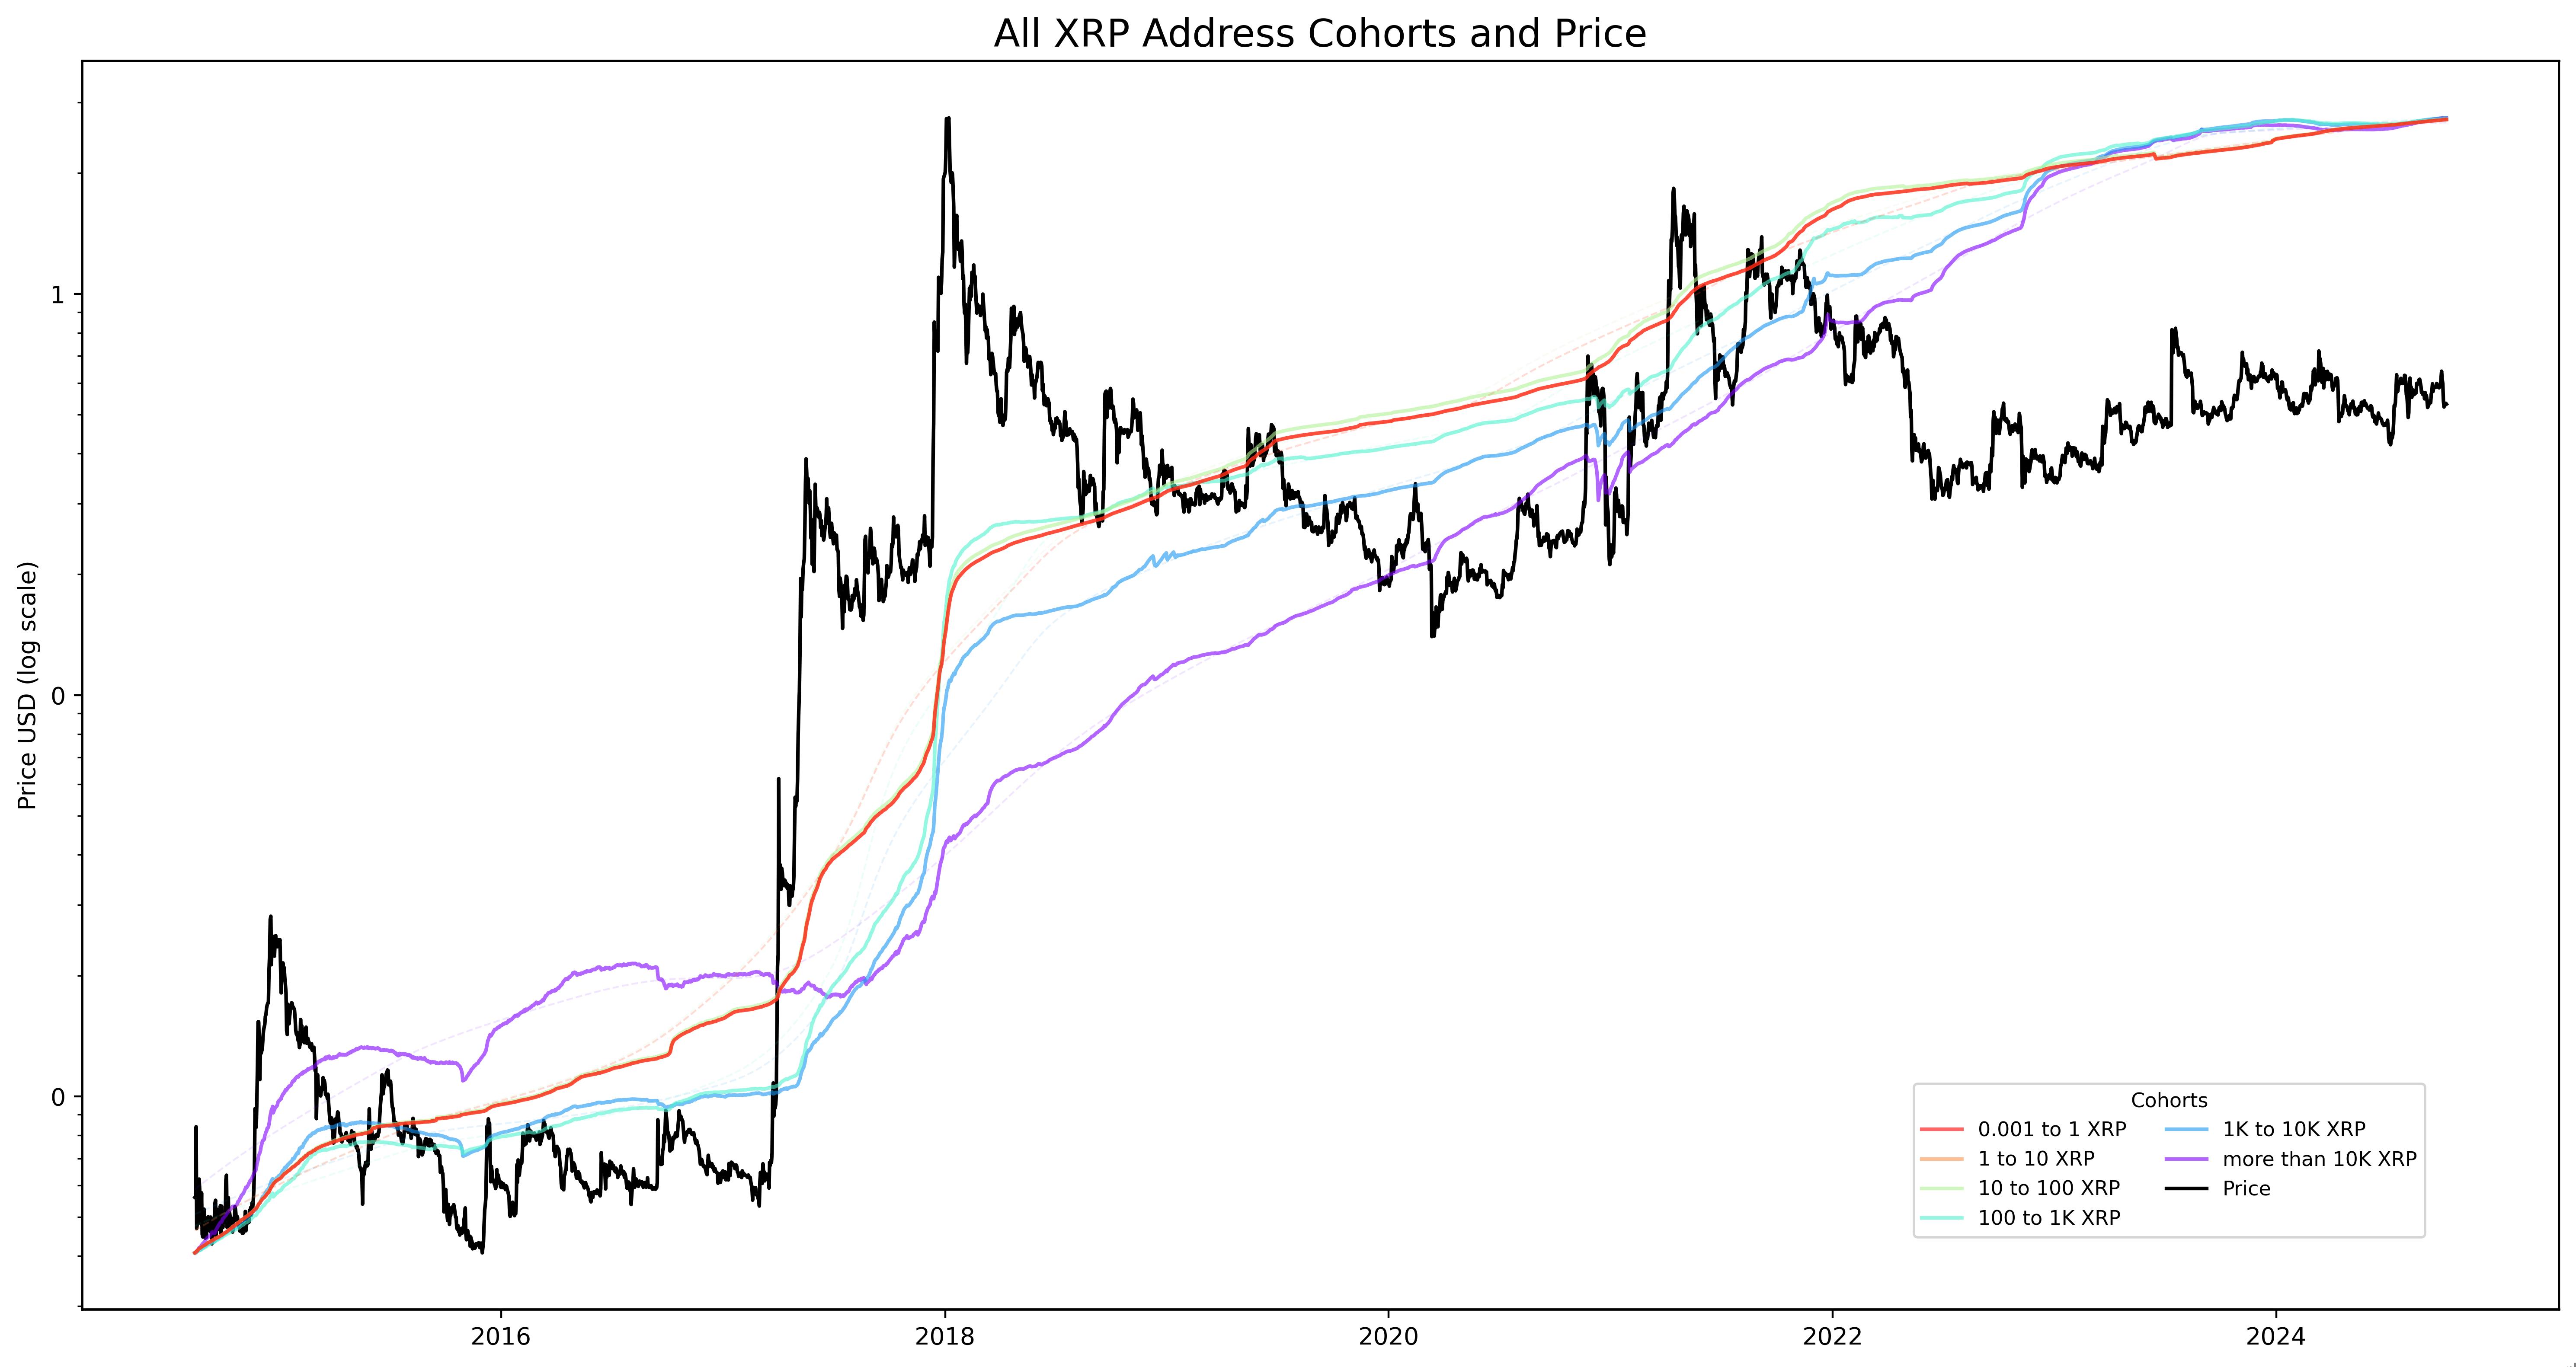 All XRP Address Cohorts and Price
Price USD (log scale)
1
0
0
2016
2018
2020
2022
2024
Cohorts
0.001 to 1 XRP
1 to 10 XRP
10 to 100 XRP
100 to 1K XRP
1K to 10K XRP
more than 10K XRP
Price